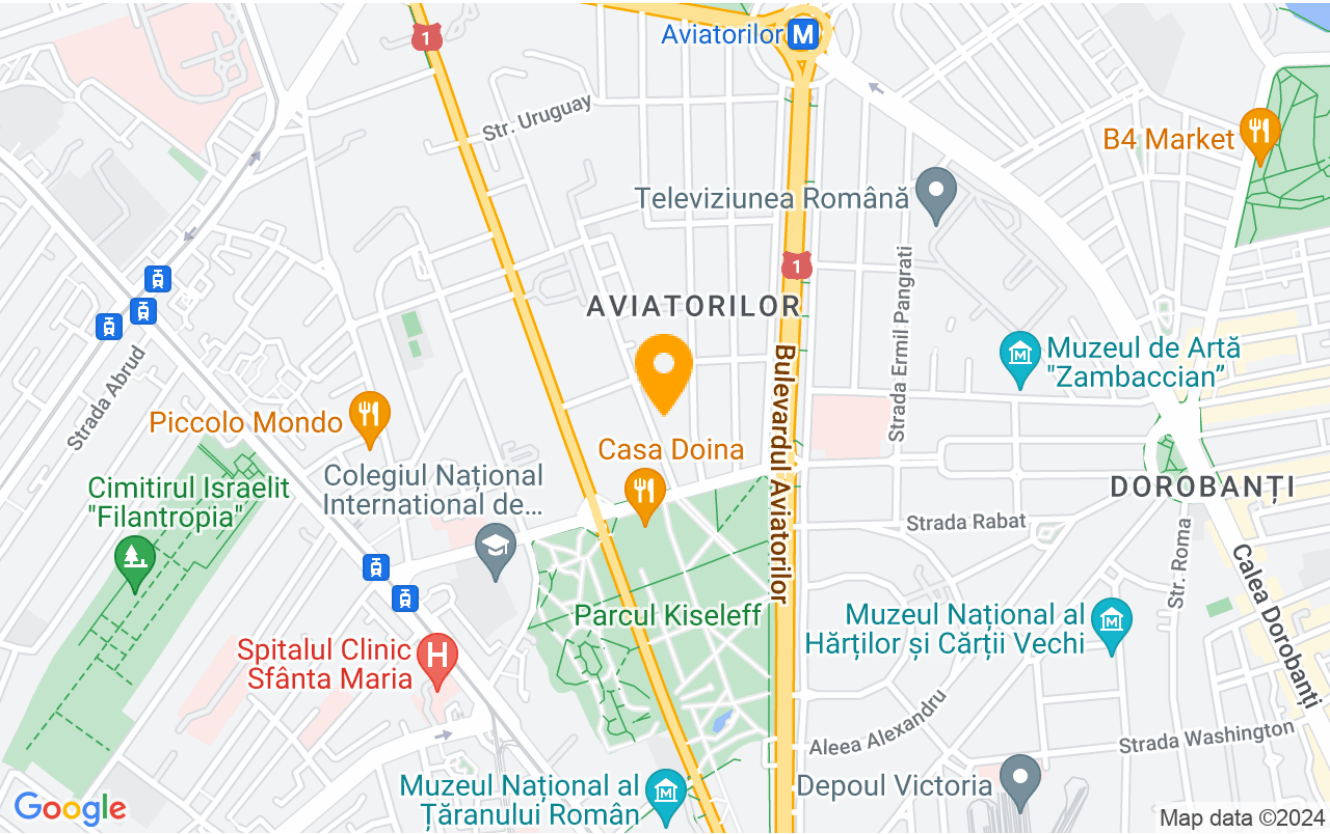 1
Aviatorilor M
Str. Uruguay
B4 Market
Televiziunea Română
1
Strada Ermil Pangrati
AVIATORILOR
Bulevardul Aviatorilor
Muzeul de Artă
"Zambaccian”
Strada Abrud
Piccolo Mondo
Casa Doina
Colegiul Național
International de...
Cimitirul Israelit
"Filantropia"
DOROBANȚI
Strada Rabat
Str. Roma
Calea Dorobanți
Parcul Kiseleff
Muzeul Național al
Hărților și Cărții Vechi
Spitalul Clinic
Sfânta Maria
H
Aleea Alexandru
Strada Washington
Muzeul Național al
Țăranului Român
Depoul Victoria
Google
Map data ©2024